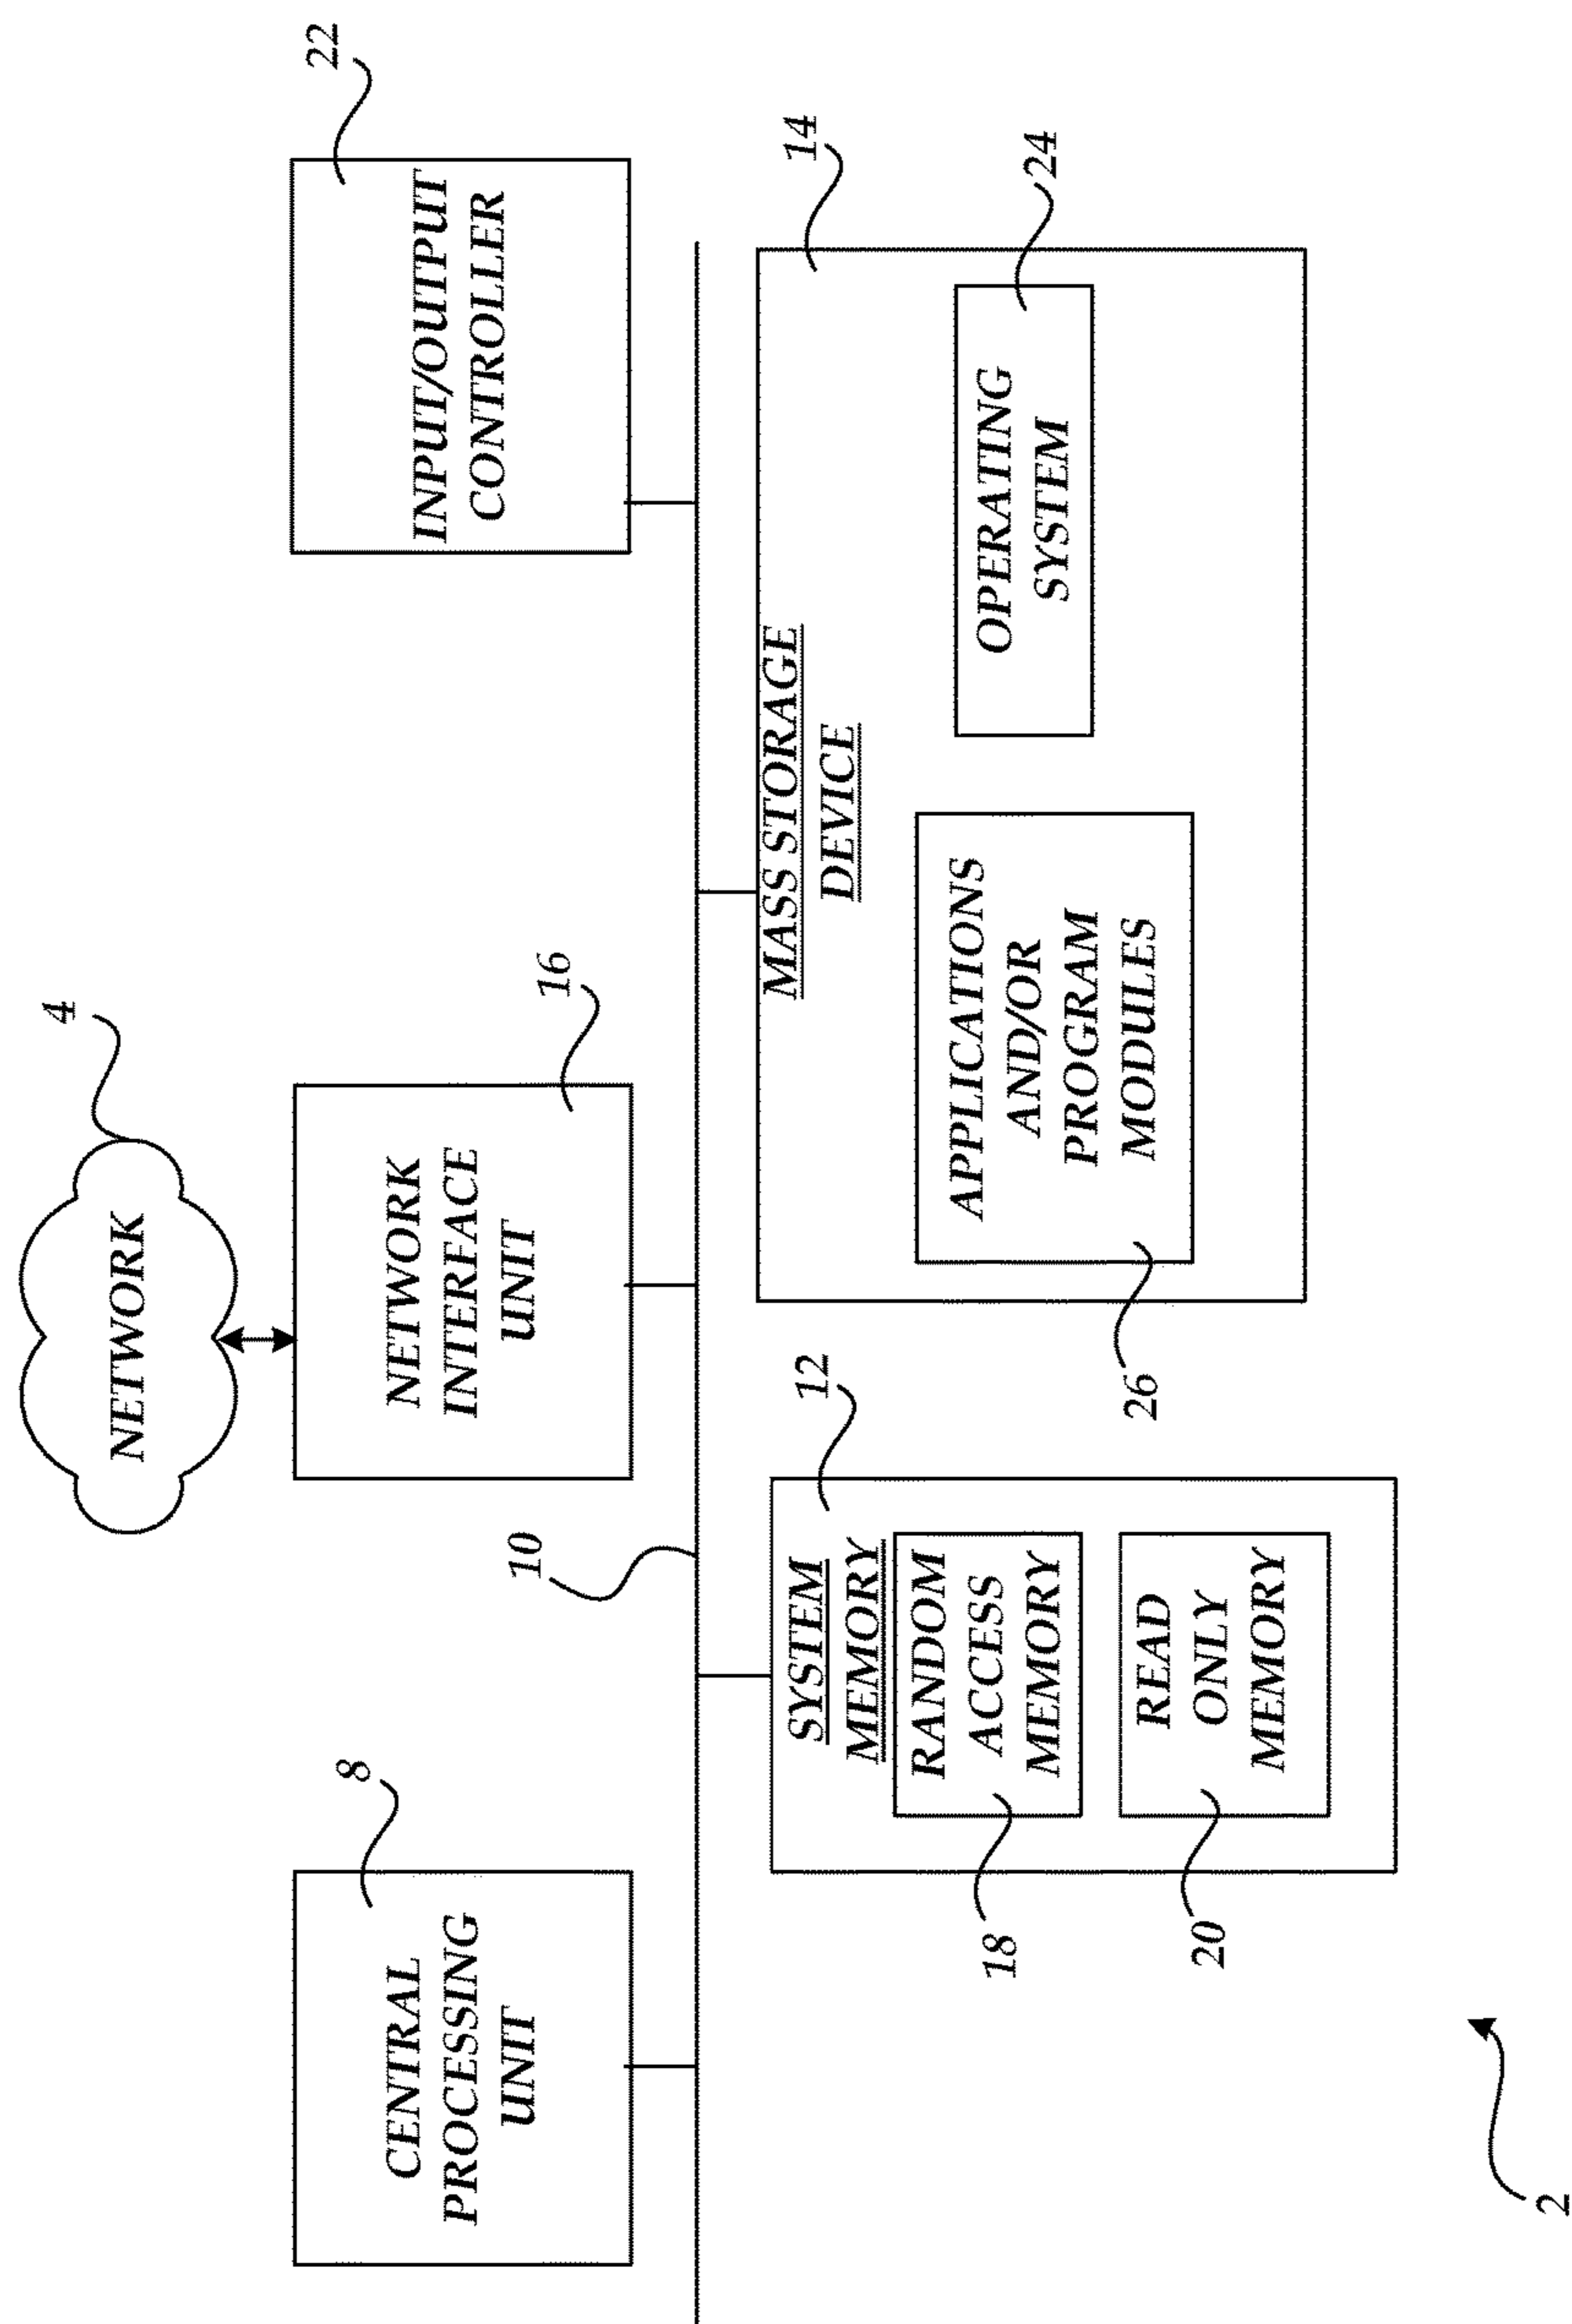 NETWORK
4
CENTRAL
PROCESSING
UNIT
8
NETWORK
INTERFACE
UNIT
16
INPUT/OUTPUT
CONTROLLER
22
10
SYSTEM
MEMORY
12
RANDOM
ACCESS
MEMORY
18
READ
ONLY
MEMORY
20
MASS STORAGE
DEVICE
14
APPLICATIONS
AND/OR
PROGRAM
MODULES
26
OPERATING
SYSTEM
24
2